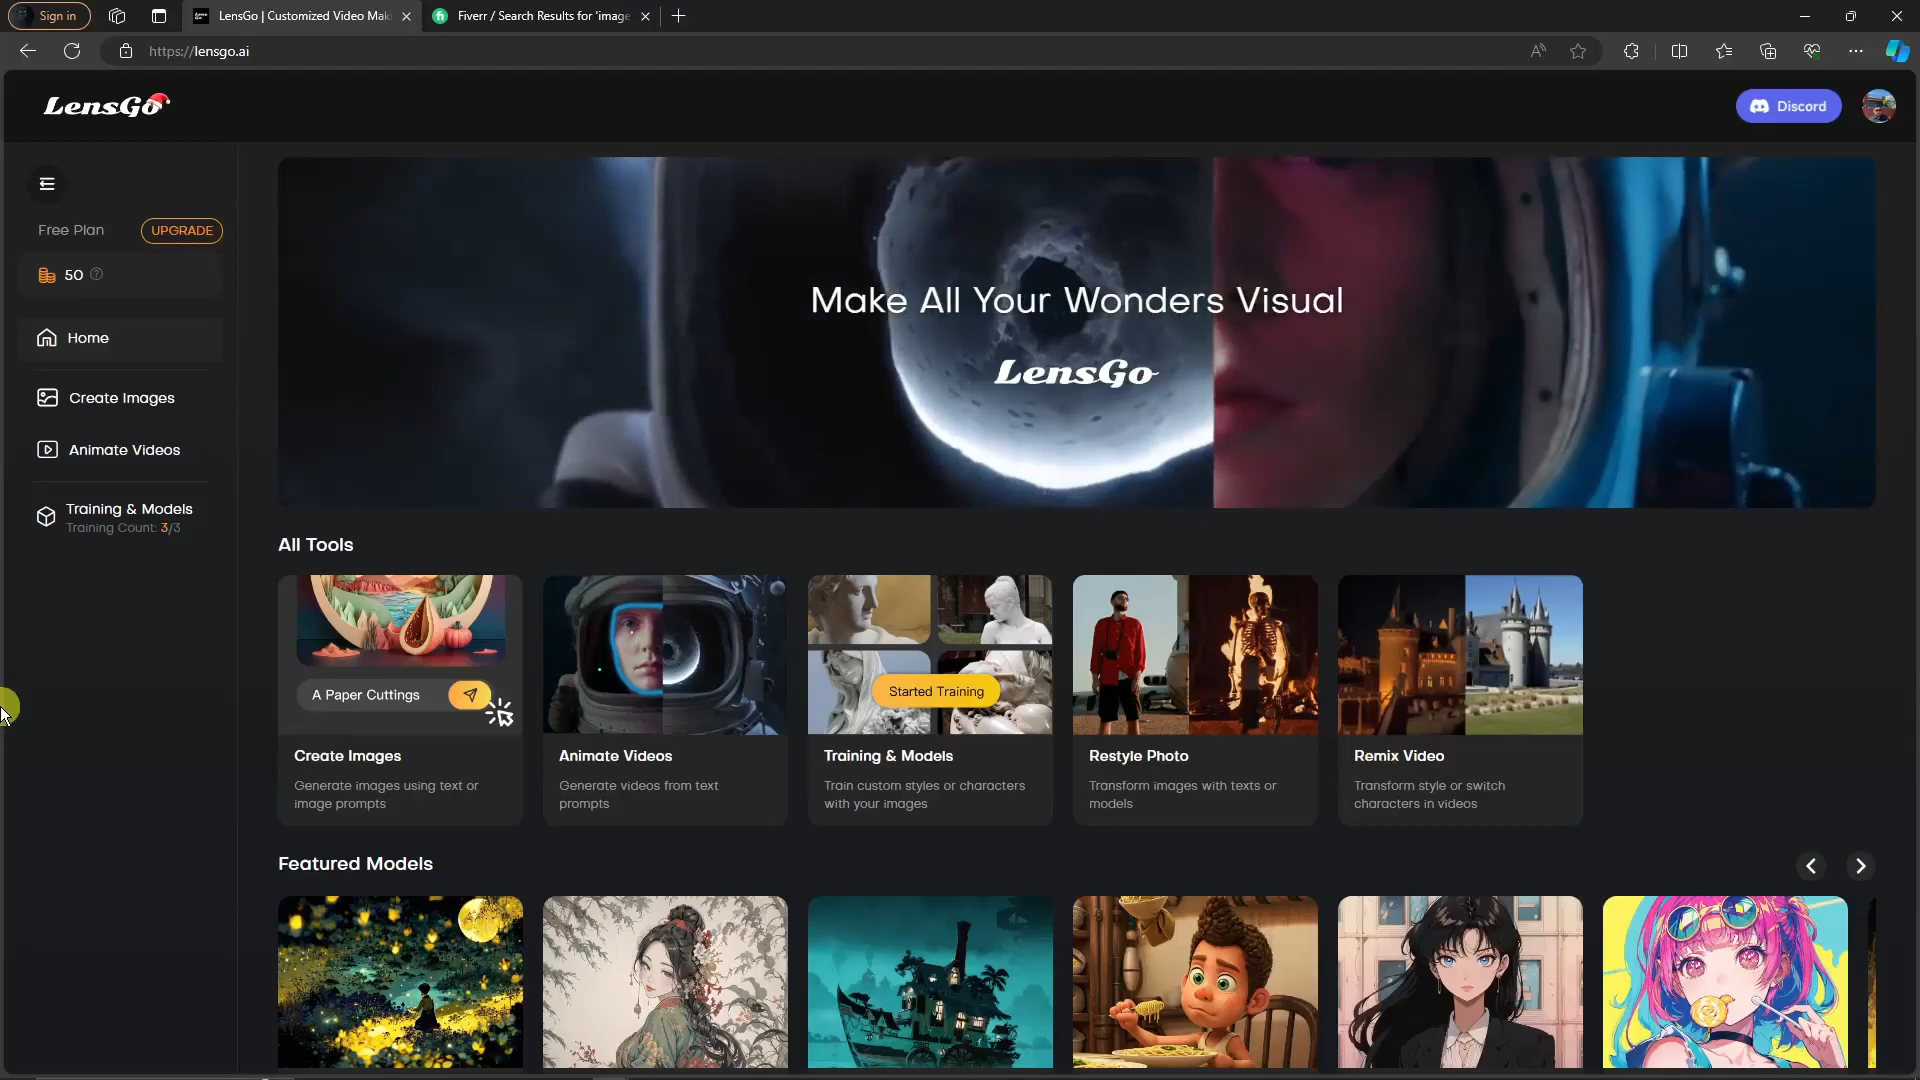 Sign in
LensGo | Customized Video Mak
Fiverr / Search Results for 'image
https://lensgo.ai
LensGo
Discord
Free Plan
UPGRADE
50
Home
Create Images
Animate Videos
Training & Models
Training Count: 3/3
Make All Your Wonders Visual
LensGo
All Tools
A Paper Cuttings
Started Training
Create Images
Generate images using text or
image prompts
Animate Videos
Generate videos from text
prompts
Training & Models
Train custom styles or characters
with your images
Restyle Photo
Transform images with texts or
models
Remix Video
Transform style or switch
characters in videos
Featured Models